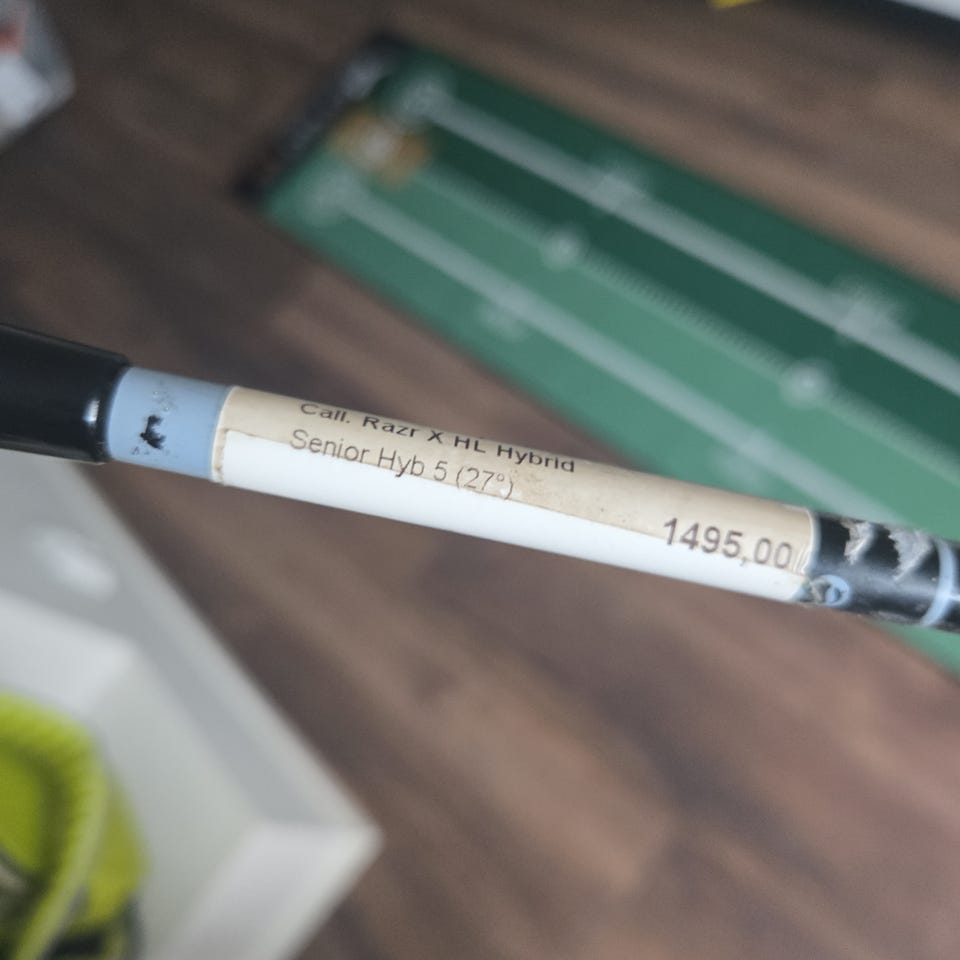 Call. Razr X HL Hybrid
Senior Hyb 5 (27°)
1495,00